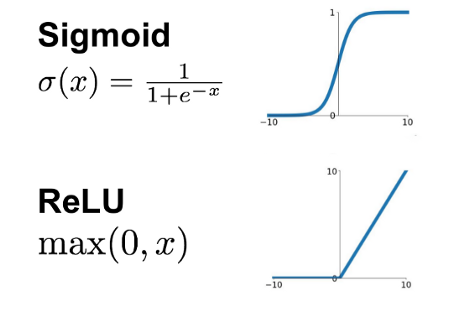 Sigmoid
σ(x) = 1/(1+e^−x)
1
0
−10
10
ReLU
max(0, x)
10
0
−10
10